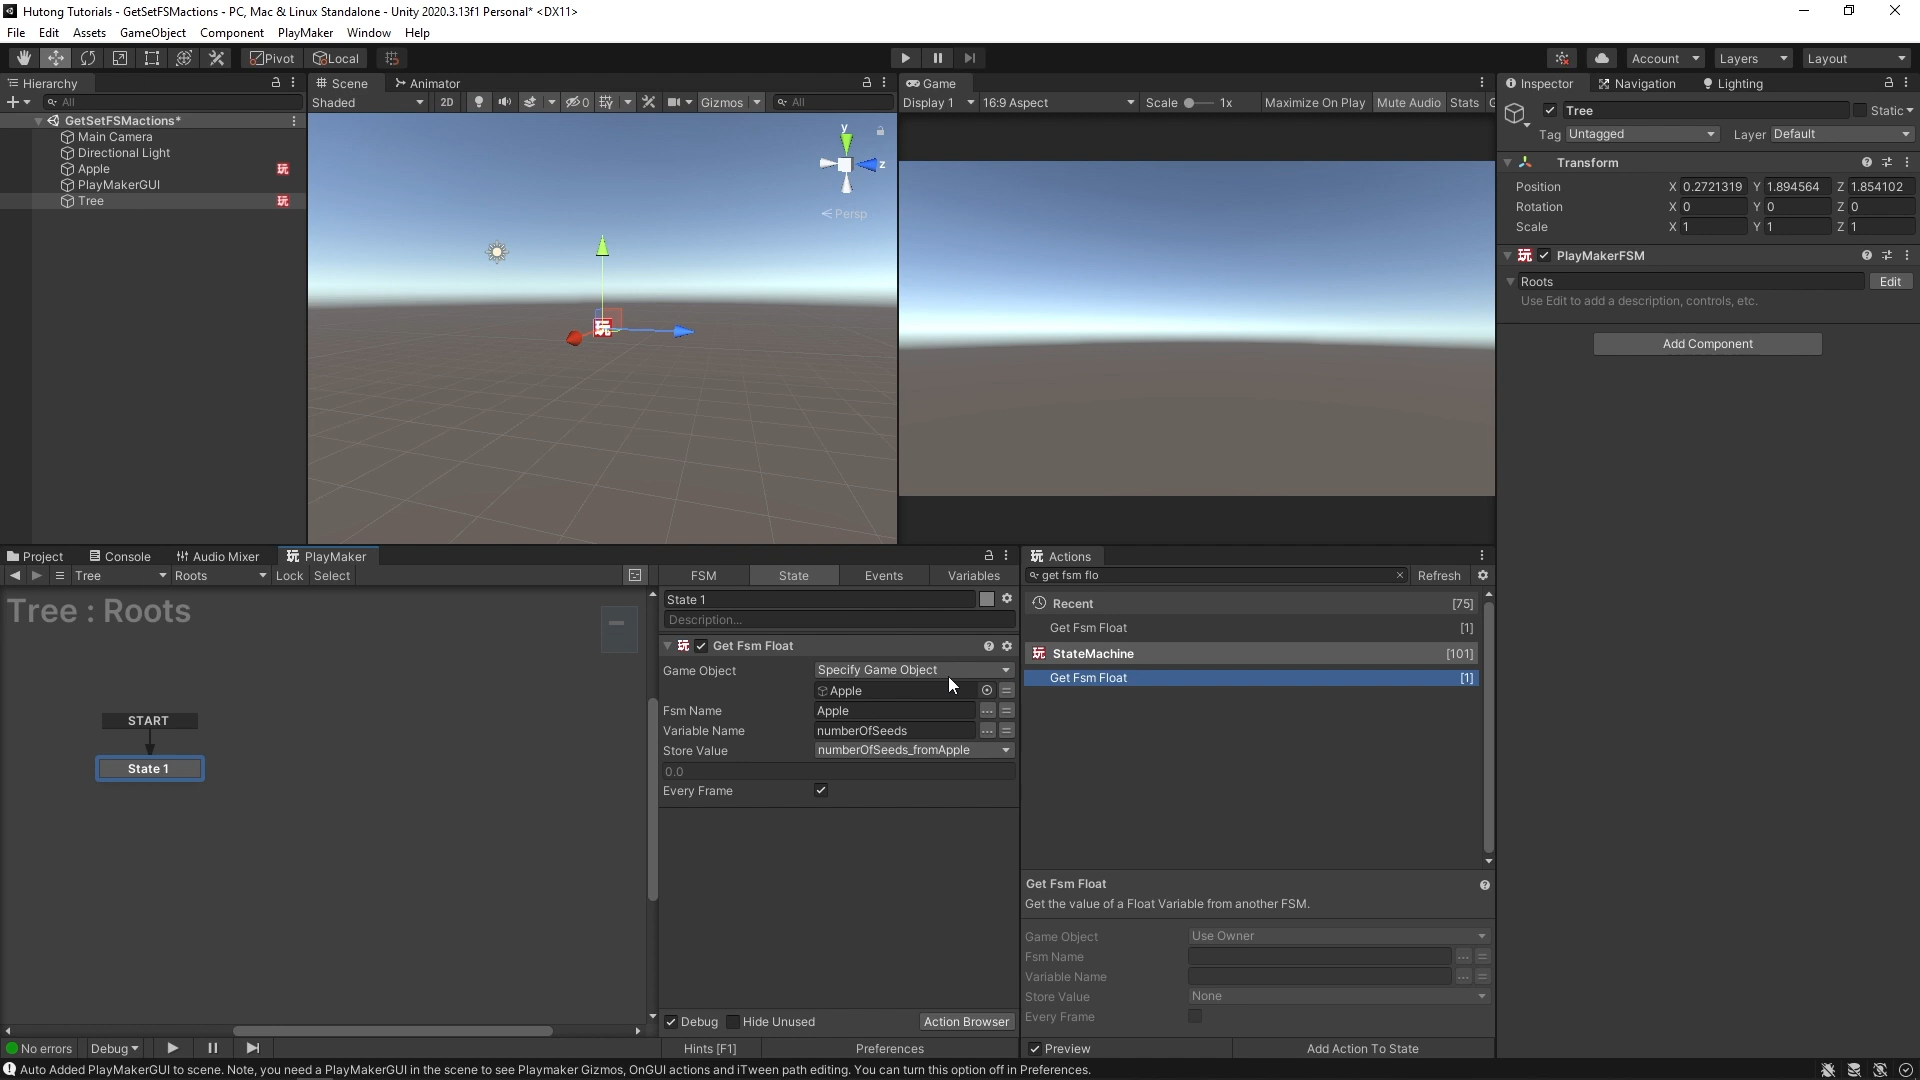 Hutong Tutorials - GetSetFSMactions - PC, Mac & Linux Standalone - Unity 2020.3.13f1 Personal* <DX11>
File Edit Assets GameObject Component PlayMaker Window Help
Pivot Local Account Layers Layout
Hierarchy
All
GetSetFSMactions*
Main Camera
Directional Light
Apple 玩
PlayMakerGUI
Tree 玩
Scene Animator
Shaded 2D 0 Gizmos All
y
z
Persp
玩
Game
Display 1 16:9 Aspect Scale 1x Maximize On Play Mute Audio Stats G
Inspector Navigation Lighting
Tree Static
Tag Untagged Layer Default
Transform
Position X 0.2721319 Y 1.894564 Z 1.854102
Rotation X 0 Y 0 Z 0
Scale X 1 Y 1 Z 1
玩 PlayMakerFSM
Roots Edit
Use Edit to add a description, controls, etc.
Add Component
Project Console Audio Mixer 玩 PlayMaker
Tree Roots Lock Select
Tree : Roots
START
State 1
FSM State Events Variables
State 1
Description...
玩 Get Fsm Float
Game Object Specify Game Object
Apple
Fsm Name Apple
Variable Name numberOfSeeds
Store Value numberOfSeeds_fromApple
0.0
Every Frame
Debug Hide Unused Action Browser
Hints [F1] Preferences
玩 Actions
get fsm flo Refresh
Recent [75]
Get Fsm Float [1]
玩 StateMachine [101]
Get Fsm Float [1]
Get Fsm Float
Get the value of a Float Variable from another FSM.
Game Object Use Owner
Fsm Name
Variable Name
Store Value None
Every Frame
Preview Add Action To State
No errors Debug
Auto Added PlayMakerGUI to scene. Note, you need a PlayMakerGUI in the scene to see Playmaker Gizmos, OnGUI actions and iTween path editing. You can turn this option off in Preferences.